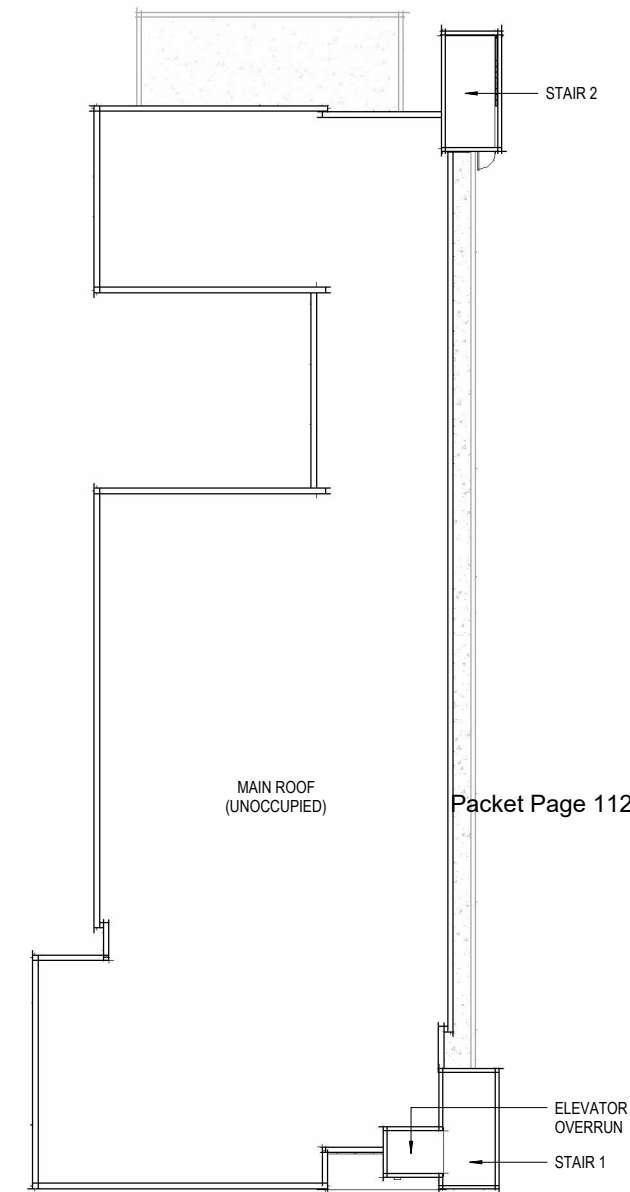 STAIR 2
MAIN ROOF
(UNOCCUPIED)
Packet Page 112
ELEVATOR
OVERRUN
STAIR 1